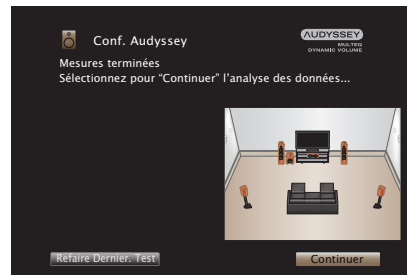 Conf. Audyssey
AUDYSSEY
MULTEQ
DYNAMIC VOLUME
Mesures terminées
Sélectionnez pour “Continuer” l’analyse des données...
Refaire Dernier. Test
Continuer